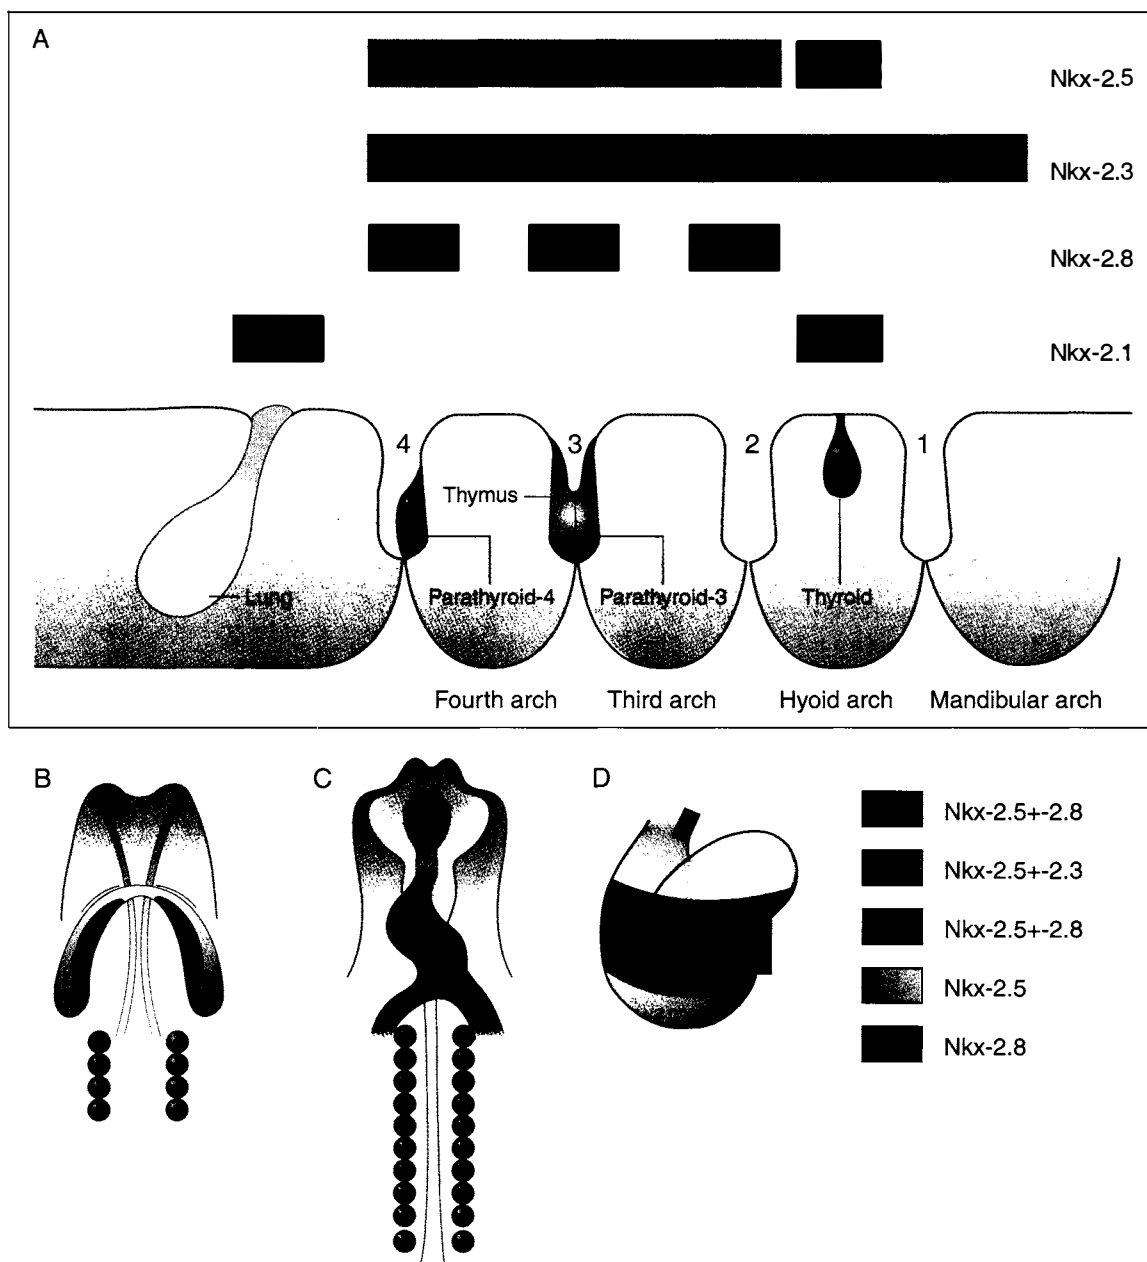 A
Nkx-2.5
Nkx-2.3
Nkx-2.8
Nkx-2.1
4
3
2
1
Thymus
Lung
Parathyroid-4
Parathyroid-3
Thyroid
Fourth arch
Third arch
Hyoid arch
Mandibular arch
B
C
D
Nkx-2.5+-2.8
Nkx-2.5+-2.3
Nkx-2.5+-2.8
Nkx-2.5
Nkx-2.8